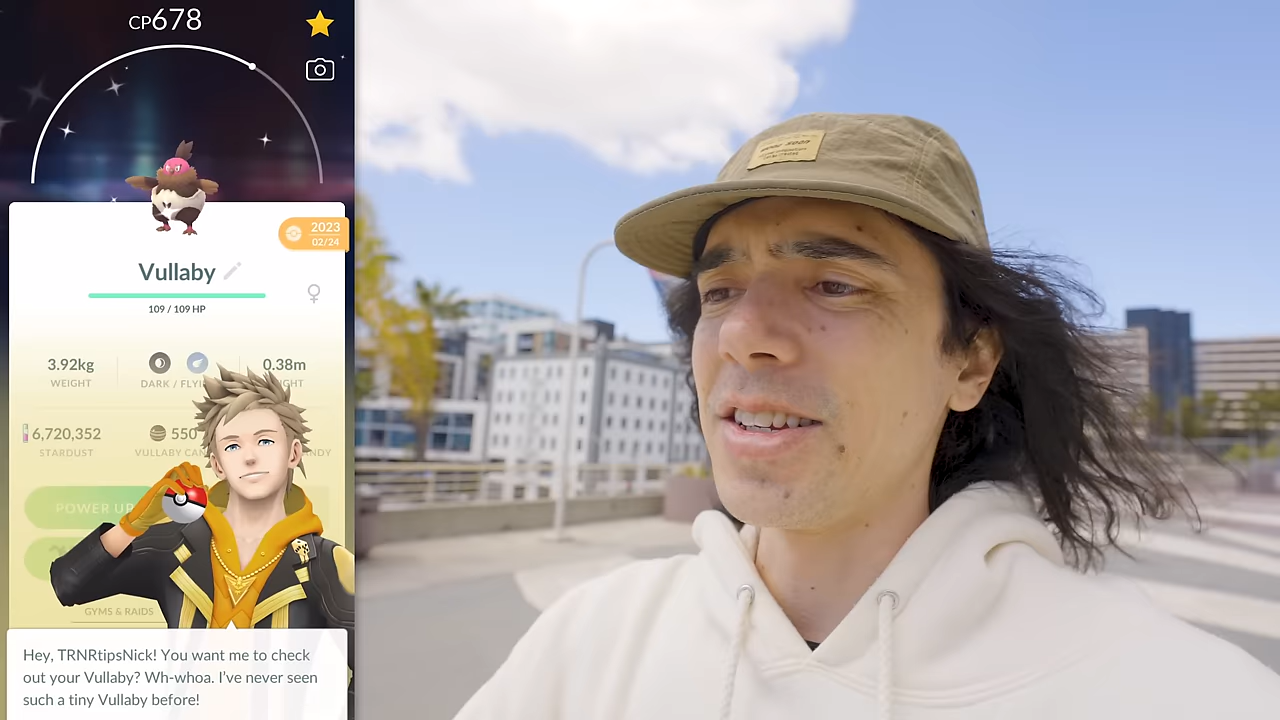 CP678
2023
02/24
Vullaby
109 / 109 HP
3.92kg
0.38m
WEIGHT
DARK /
6,720,352
550
STARDUST
VULLABY
POWER UP
GYMS & RAIDS
Hey, TRNRtipsNick! You want me to check
out your Vullaby? Wh-whoa. I've never seen
such a tiny Vullaby before!